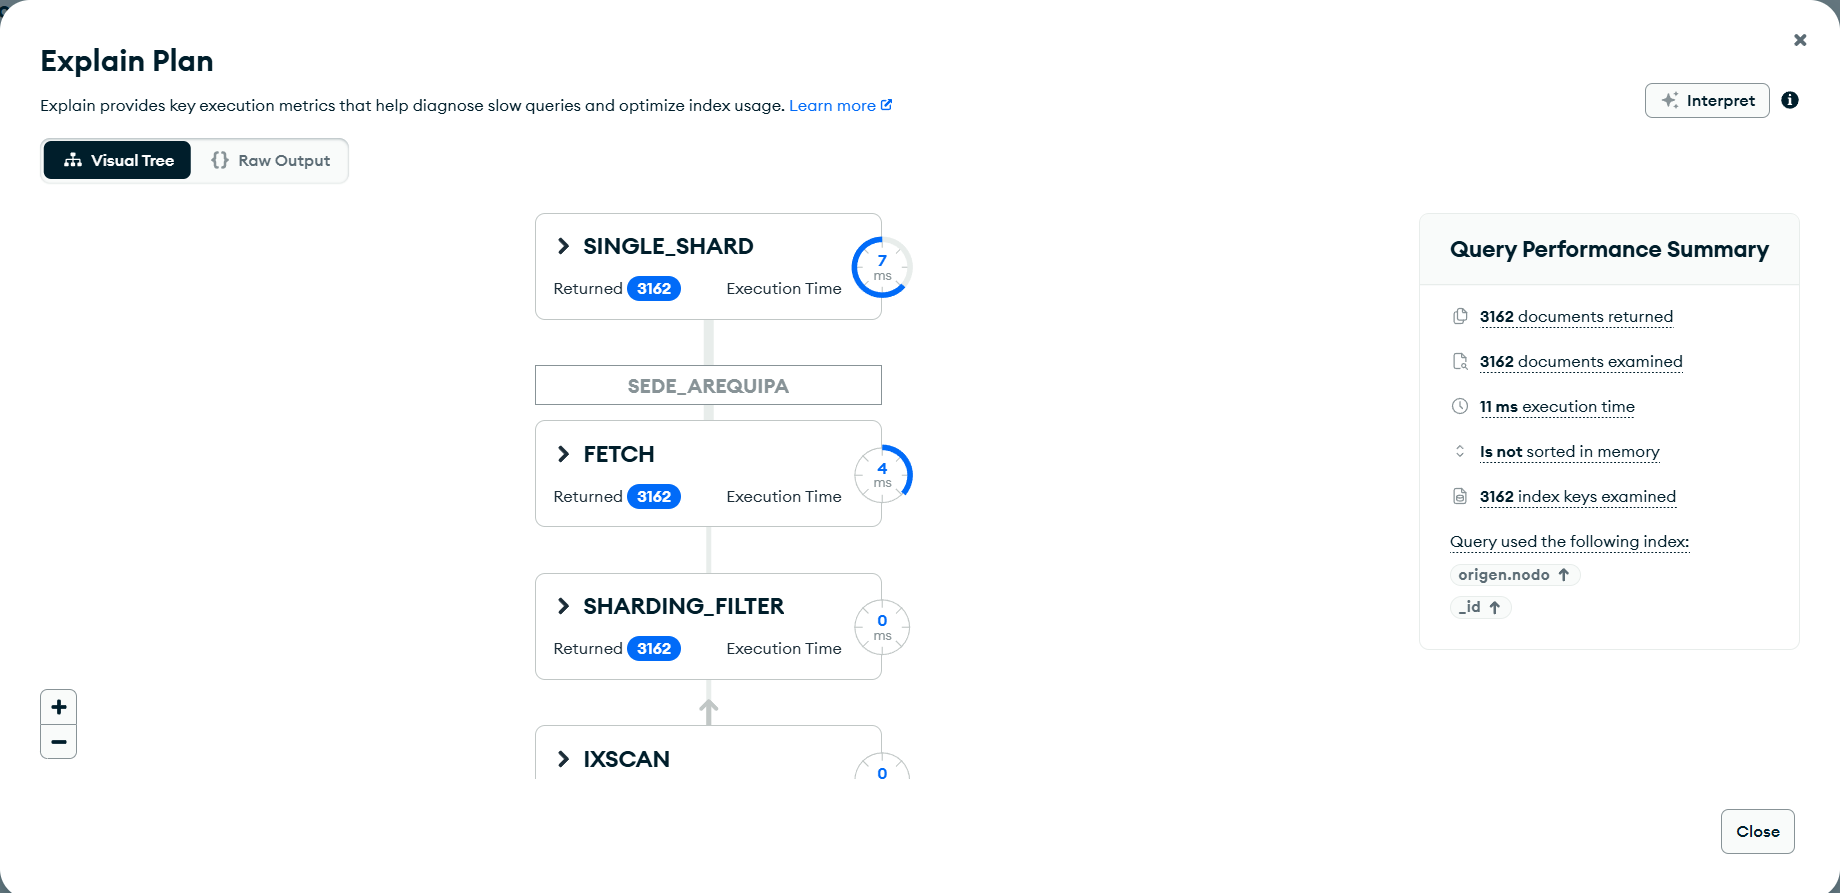 Explain Plan
Explain provides key execution metrics that help diagnose slow queries and optimize index usage. Learn more
Interpret
Visual Tree
Raw Output
SINGLE_SHARD
Returned 3162 Execution Time
7
ms
SEDE_AREQUIPA
FETCH
Returned 3162 Execution Time
4
ms
SHARDING_FILTER
Returned 3162 Execution Time
0
ms
IXSCAN
0
Query Performance Summary
3162 documents returned
3162 documents examined
11 ms execution time
Is not sorted in memory
3162 index keys examined
Query used the following index:
origen.nodo ↑
_id ↑
Close